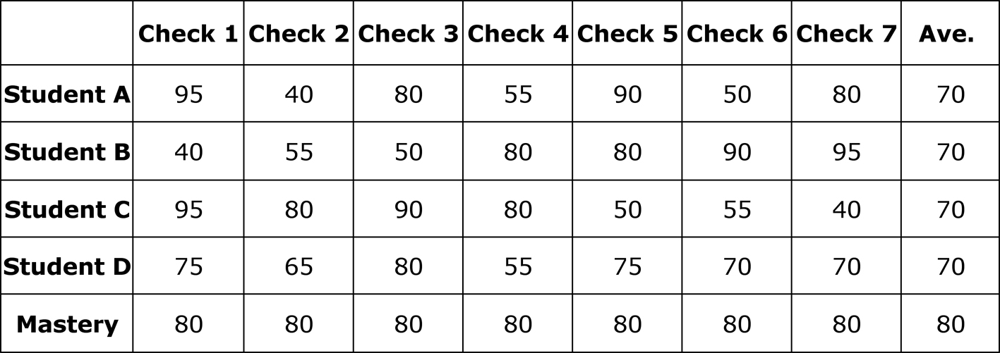 Check 1 Check 2 Check 3 Check 4 Check 5 Check 6 Check 7 Ave.
Student A 95 40 80 55 90 50 80 70
Student B 40 55 50 80 80 90 95 70
Student C 95 80 90 80 50 55 40 70
Student D 75 65 80 55 75 70 70 70
Mastery 80 80 80 80 80 80 80 80